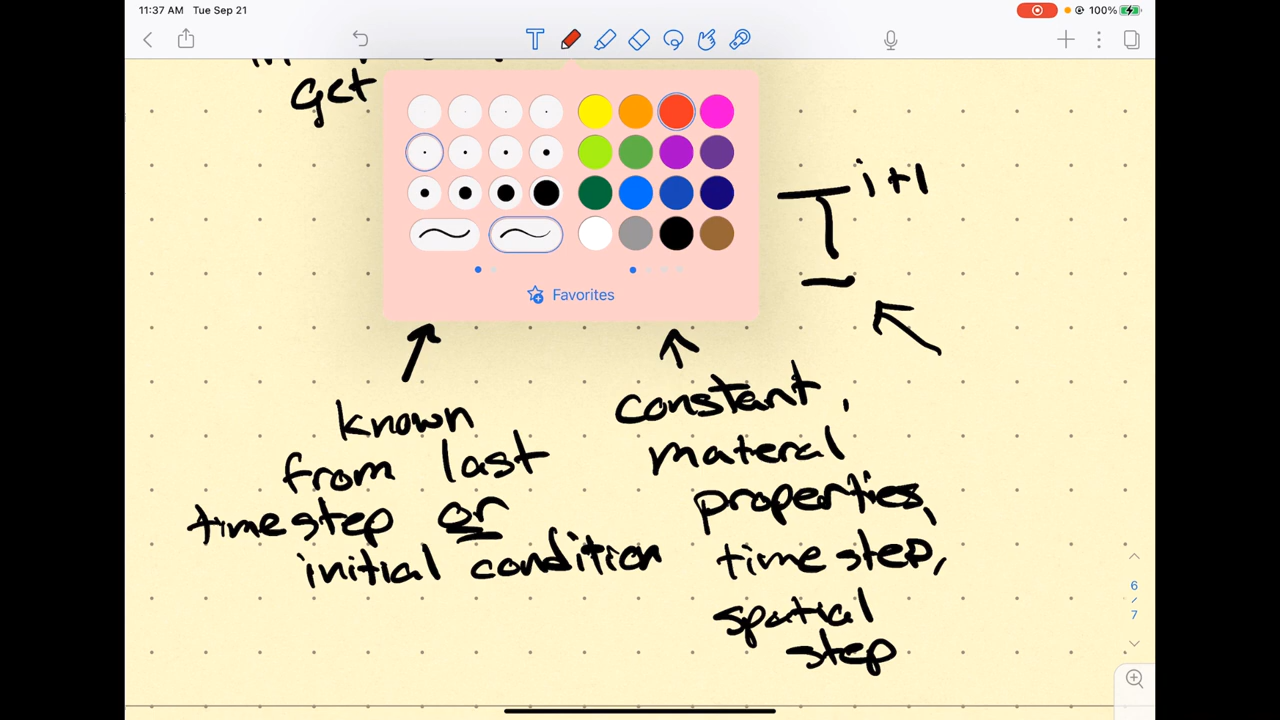 11:37 AM Tue Sep 21
100%
get
Favorites
T^i+1
known
from last
timestep or
initial condition
constant,
materal
properties,
time step,
spatial
step
6
/
7